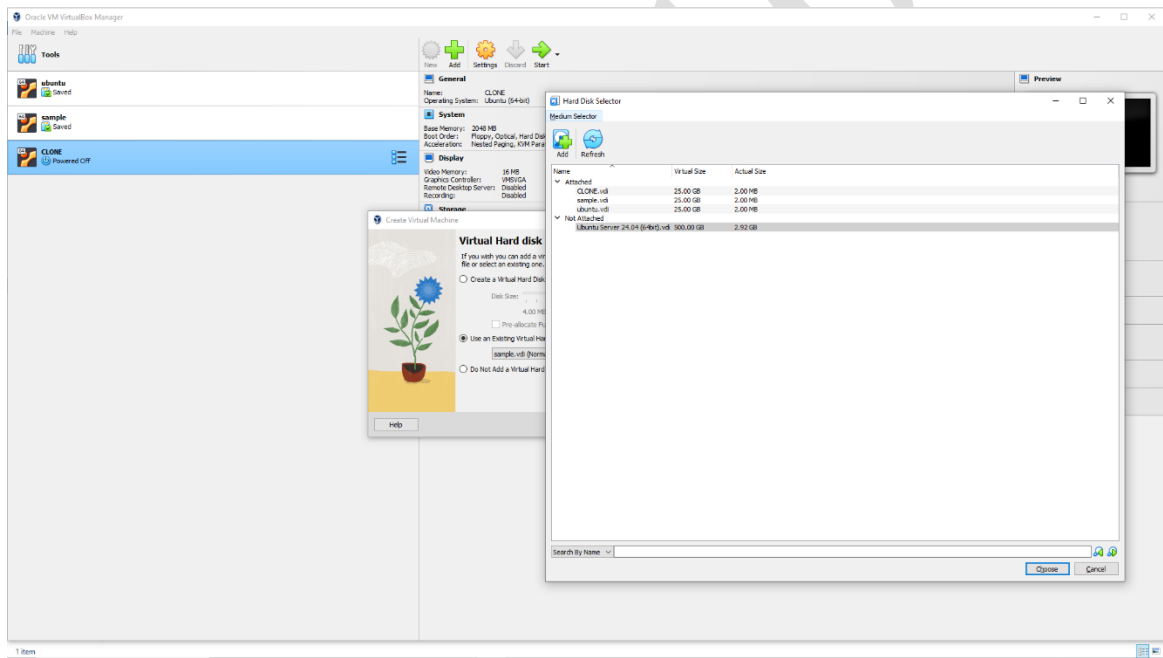 Oracle VM VirtualBox Manager
File Machine Help
Tools
ubuntu
Saved
sample
Saved
CLONE
Powered Off
New Add Settings Discard Start
General
Name: CLONE
Operating System: Ubuntu (64-bit)
System
Base Memory: 2048 MB
Boot Order: Floppy, Optical, Hard Disk
Acceleration: Nested Paging, KVM Para
Display
Video Memory: 16 MB
Graphics Controller: VMSVGA
Remote Desktop Server: Disabled
Recording: Disabled
Storage
Preview
Create Virtual Machine
Virtual Hard disk
If you wish you can add a vir
file or select an existing one.
Create a Virtual Hard Disk
Disk Size:
4.00 MB
Pre-allocate Fu
Use an Existing Virtual Har
sample.vdi (Norma
Do Not Add a Virtual Hard
Help
Hard Disk Selector
Medium Selector
Add Refresh
Name Virtual Size Actual Size
Attached
CLONE.vdi 25.00 GB 2.00 MB
sample.vdi 25.00 GB 2.00 MB
ubuntu.vdi 25.00 GB 2.00 MB
Not Attached
Ubuntu Server 24.04 (64bit).vdi 500.00 GB 2.92 GB
Search By Name
Choose Cancel
1 item